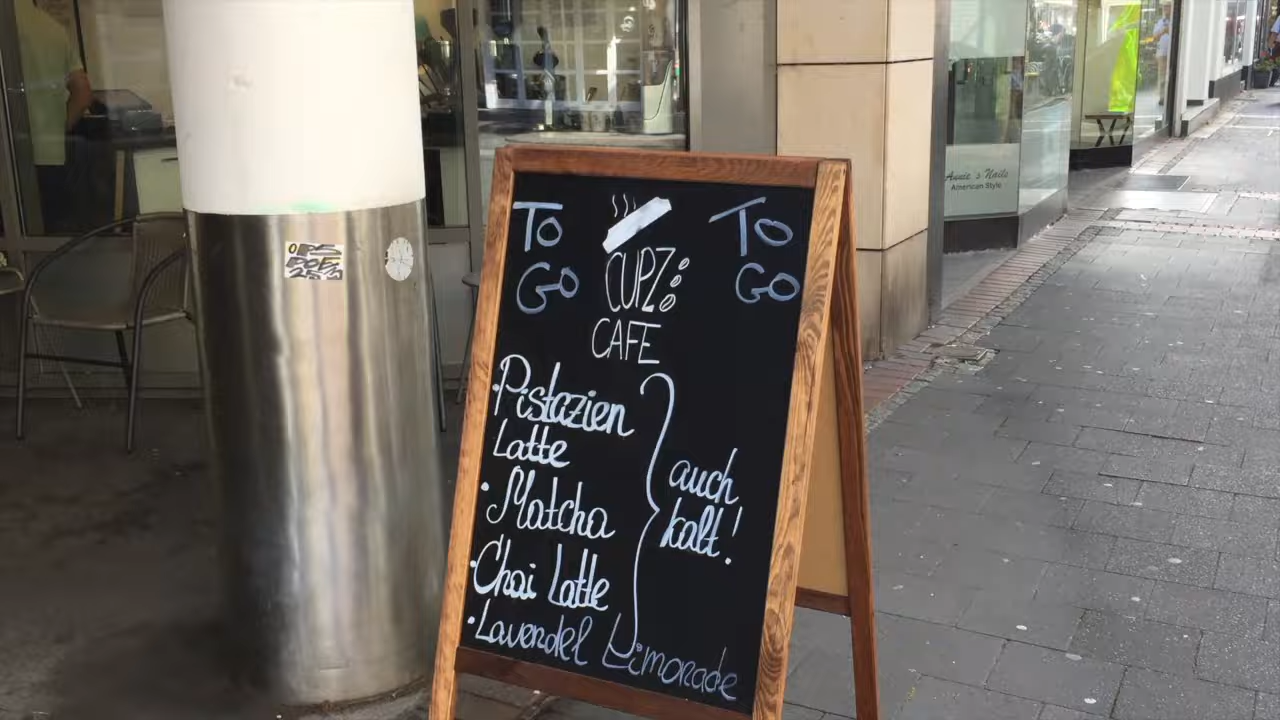 TO GO
CUPZ
CAFE
TO GO
· Pistazien
Latte
· Matcha
· Chai Latte
· Lavendel Limonade
auch
kalt!
Annie's Nails
American Style